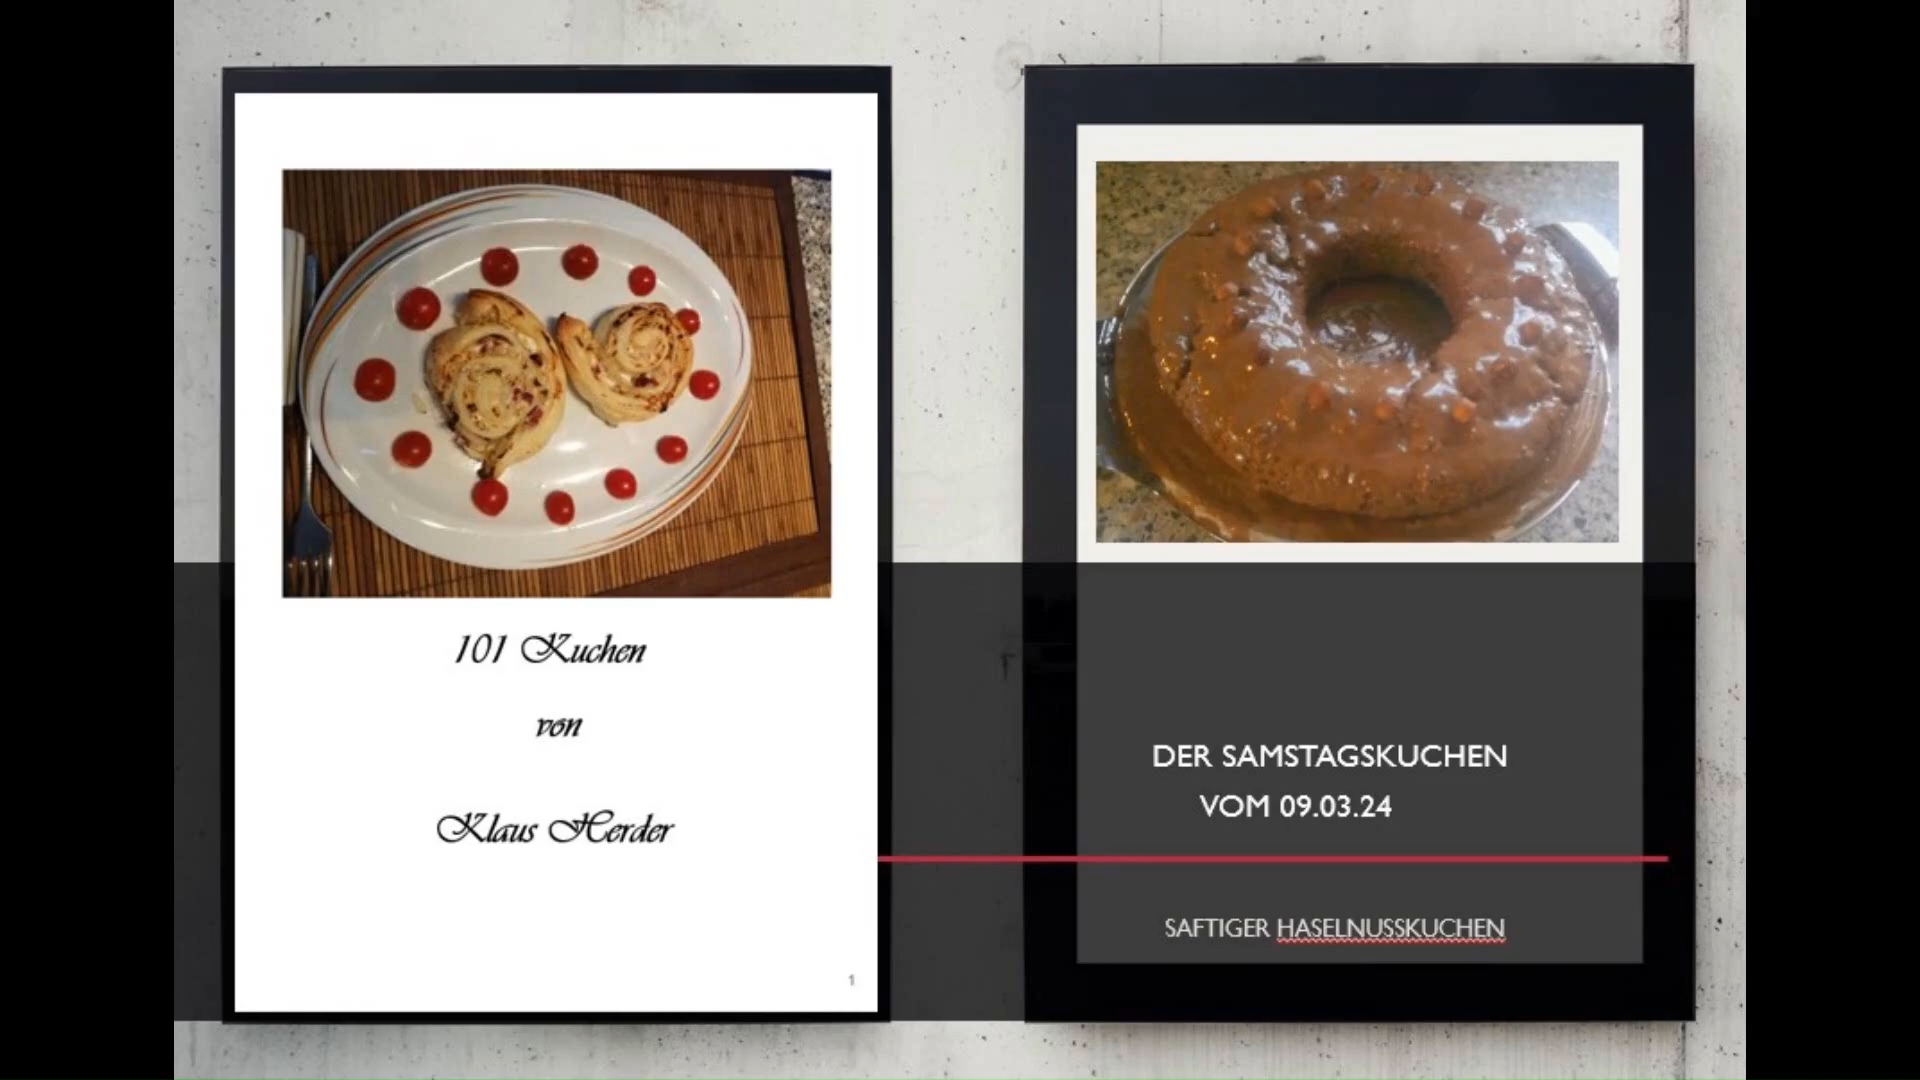 101 Kuchen
von
Klaus Herder
1
DER SAMSTAGSKUCHEN
VOM 09.03.24
SAFTIGER HASELNUSSKUCHEN